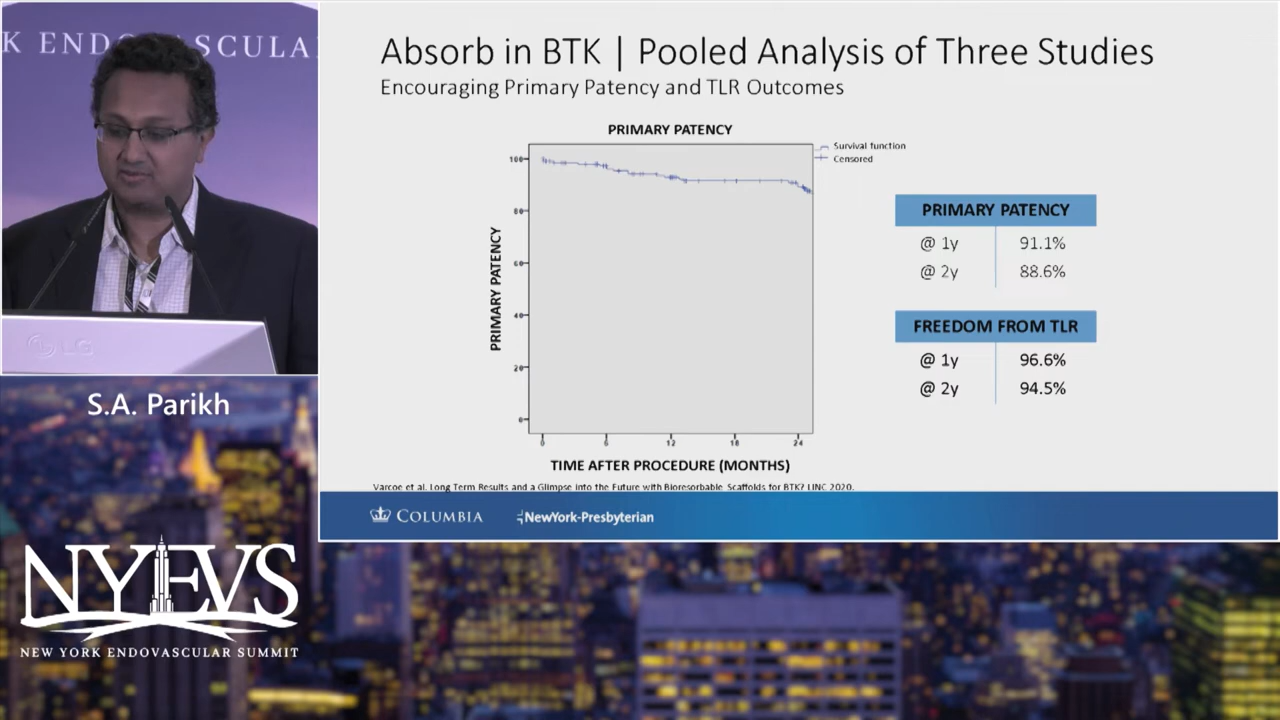 K ENDOVASCULA
LG
S.A. Parikh
NYEVS
NEW YORK ENDOVASCULAR SUMMIT
Absorb in BTK | Pooled Analysis of Three Studies
Encouraging Primary Patency and TLR Outcomes
PRIMARY PATENCY
Survival function
Censored
PRIMARY PATENCY
100
80
60
40
20
0
0 6 12 18 24
TIME AFTER PROCEDURE (MONTHS)
PRIMARY PATENCY
@ 1y 91.1%
@ 2y 88.6%
FREEDOM FROM TLR
@ 1y 96.6%
@ 2y 94.5%
Varcoe et al. Long Term Results and a Glimpse into the Future with Bioresorbable Scaffolds for BTK? LINC 2020.
COLUMBIA
NewYork-Presbyterian